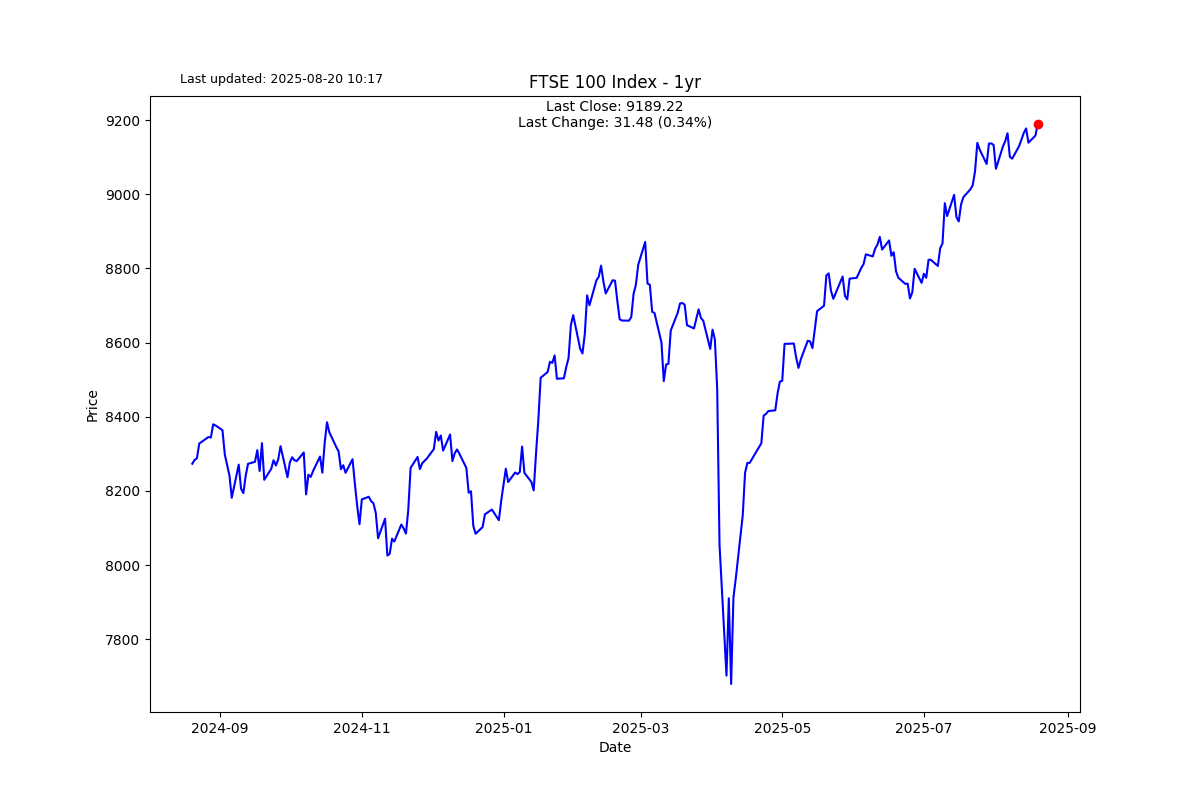 Last updated: 2025-08-20 10:17
FTSE 100 Index - 1yr
Last Close: 9189.22
Last Change: 31.48 (0.34%)
9200
9000
8800
8600
8400
8200
8000
7800
Price
2024-09
2024-11
2025-01
2025-03
2025-05
2025-07
2025-09
Date